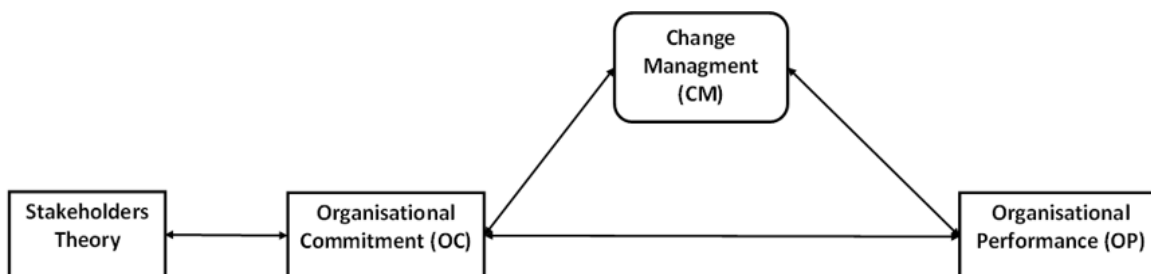 Change
Managment
(CM)
Stakeholders
Theory
Organisational
Commitment (OC)
Organisational
Performance (OP)